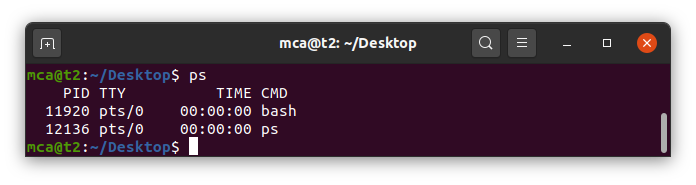 mca@t2: ~/Desktop
mca@t2:~/Desktop$ ps
    PID TTY          TIME CMD
  11920 pts/0    00:00:00 bash
  12136 pts/0    00:00:00 ps
mca@t2:~/Desktop$